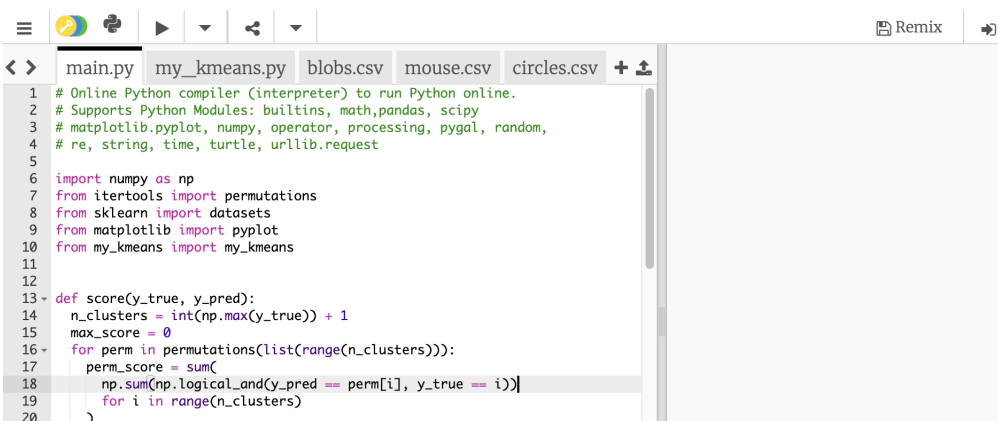 Remix
main.py my_kmeans.py blobs.csv mouse.csv circles.csv
1 # Online Python compiler (interpreter) to run Python online.
2 # Supports Python Modules: builtins, math,pandas, scipy
3 # matplotlib.pyplot, numpy, operator, processing, pygal, random,
4 # re, string, time, turtle, urllib.request
5
6 import numpy as np
7 from itertools import permutations
8 from sklearn import datasets
9 from matplotlib import pyplot
10 from my_kmeans import my_kmeans
11
12
13 def score(y_true, y_pred):
14 n_clusters = int(np.max(y_true)) + 1
15 max_score = 0
16 for perm in permutations(list(range(n_clusters))):
17 perm_score = sum(
18 np.sum(np.logical_and(y_pred == perm[i], y_true == i))
19 for i in range(n_clusters)
20 )